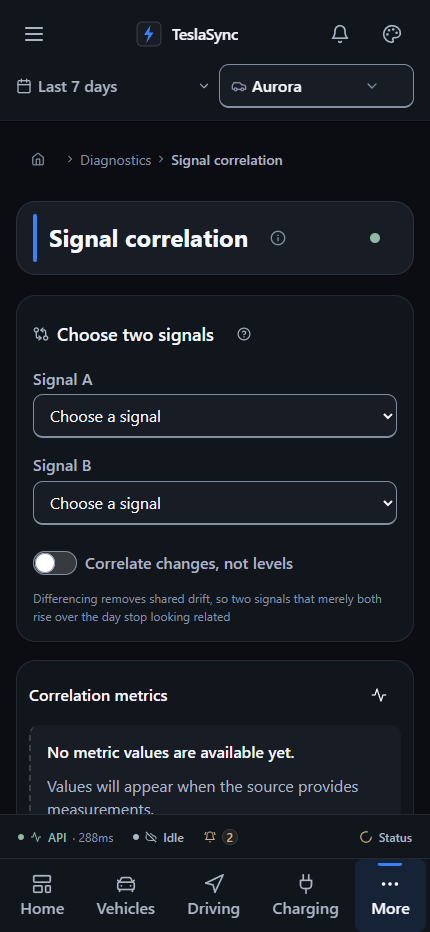 TeslaSync
Last 7 days
Aurora
Diagnostics
Signal correlation
Signal correlation
Choose two signals
Signal A
Choose a signal
Signal B
Choose a signal
Correlate changes, not levels
Differencing removes shared drift, so two signals that merely both
rise over the day stop looking related
Correlation metrics
No metric values are available yet.
Values will appear when the source provides
measurements.
API · 288ms
Idle
2
Status
Home
Vehicles
Driving
Charging
More